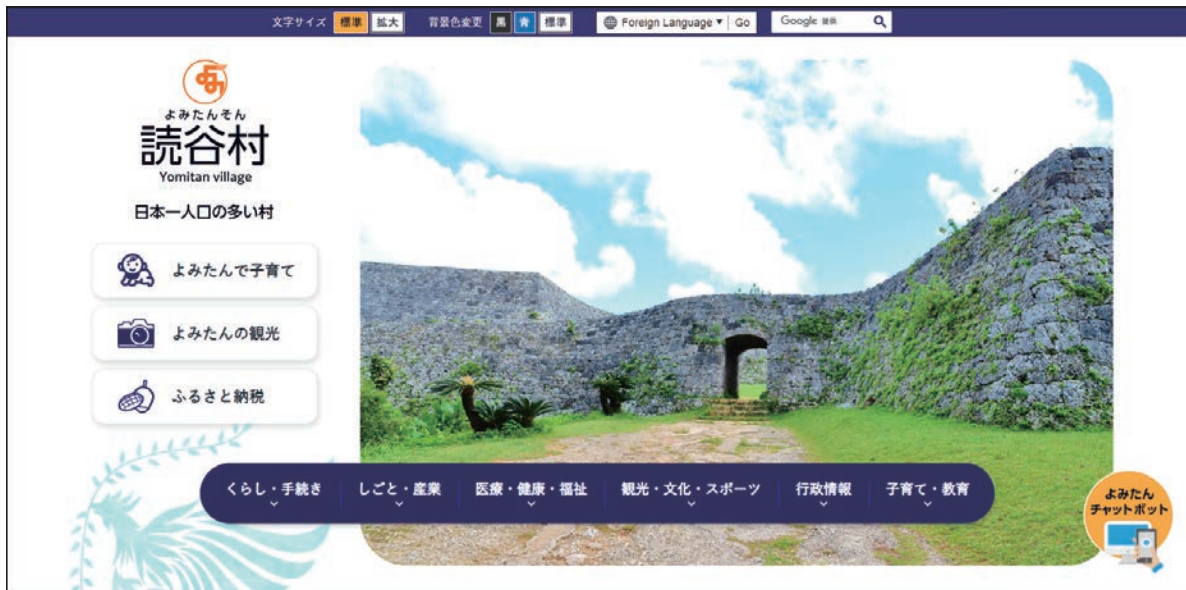 文字サイズ 標準 拡大 背景色変更 黒 青 標準 Foreign Language ▼ Go Google 提供
よみたんそん
読谷村
Yomitan village
日本一人口の多い村
よみたんで子育て
よみたんの観光
ふるさと納税
くらし・手続き しごと・産業 医療・健康・福祉 観光・文化・スポーツ 行政情報 子育て・教育
よみたん
チャットボット